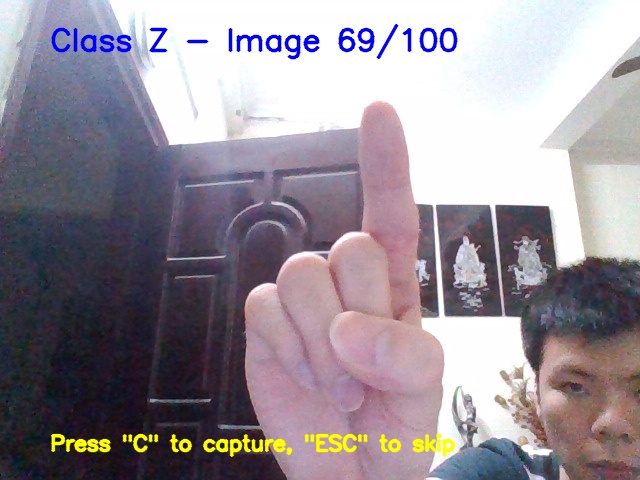 Class Z - Image 69/100
Press "C" to capture, "ESC" to skip